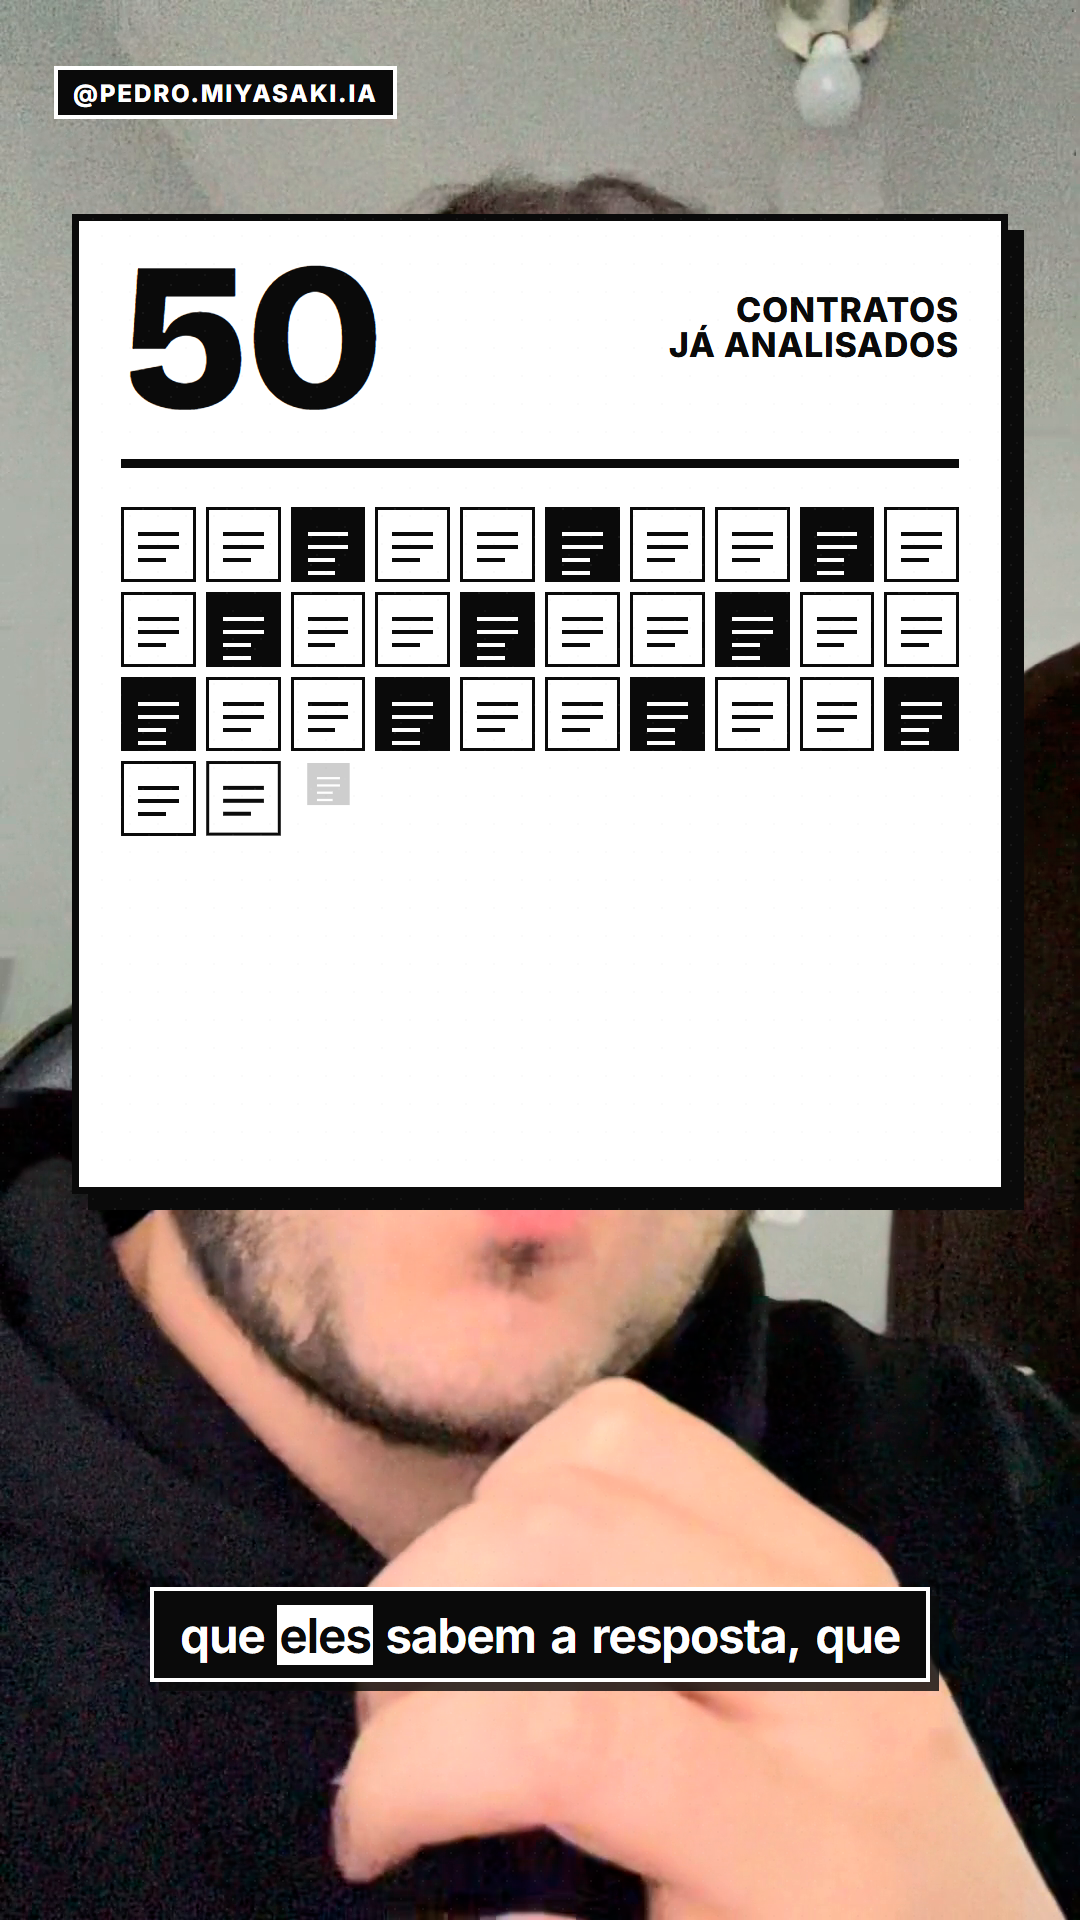 @PEDRO.MIYASAKI.IA
50
CONTRATOS
JÁ ANALISADOS
que eles sabem a resposta, que